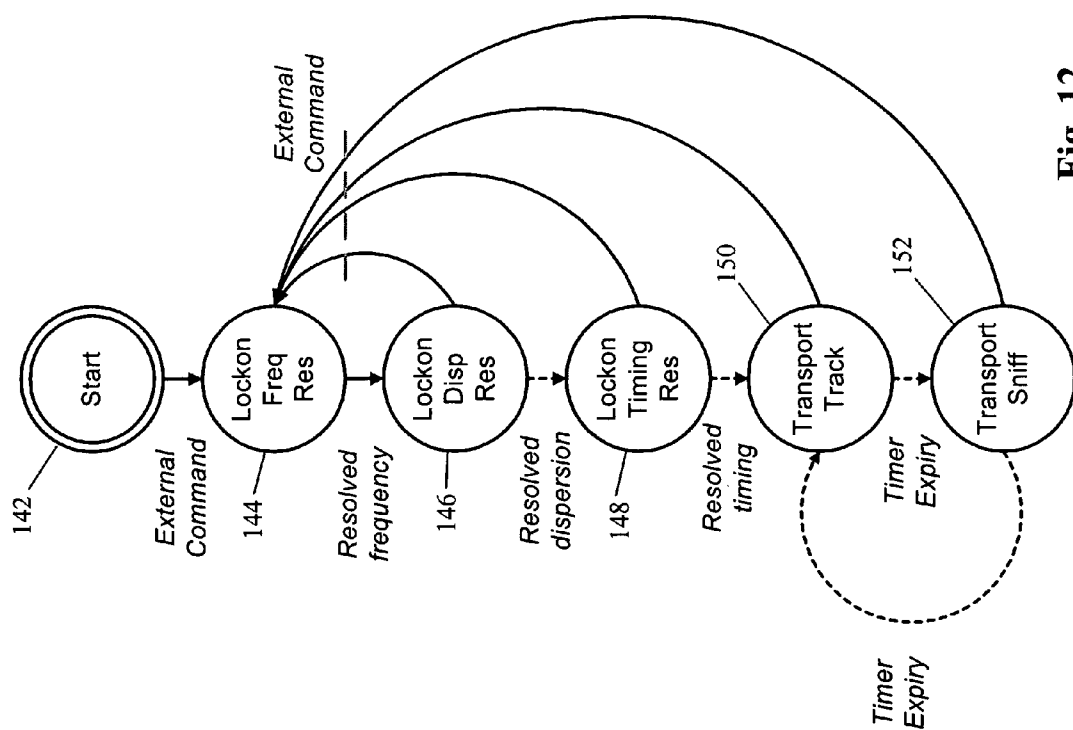 142
Start
External
Command
144
Lockon
Freq
Res
External
Command
Resolved
frequency
146
Lockon
Disp
Res
Resolved
dispersion
148
Lockon
Timing
Res
Resolved
timing
150
Transport
Track
Timer
Expiry
Timer
Expiry
152
Transport
Sniff
Fig. 12